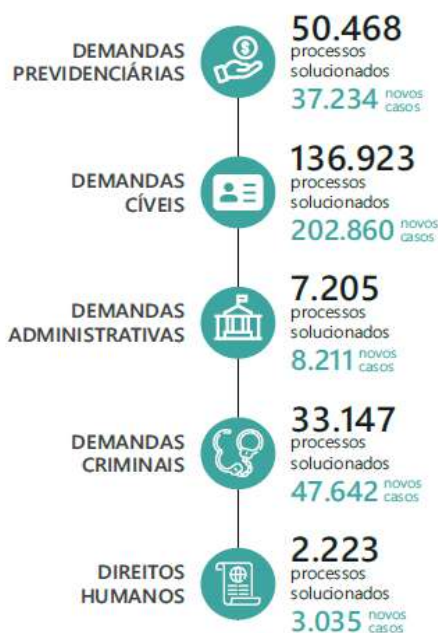 DEMANDAS
PREVIDENCIÁRIAS
50.468
processos
solucionados
37.234 novos
casos
DEMANDAS
CÍVEIS
136.923
processos
solucionados
202.860 novos
casos
DEMANDAS
ADMINISTRATIVAS
7.205
processos
solucionados
8.211 novos
casos
DEMANDAS
CRIMINAIS
33.147
processos
solucionados
47.642 novos
casos
DIREITOS
HUMANOS
2.223
processos
solucionados
3.035 novos
casos